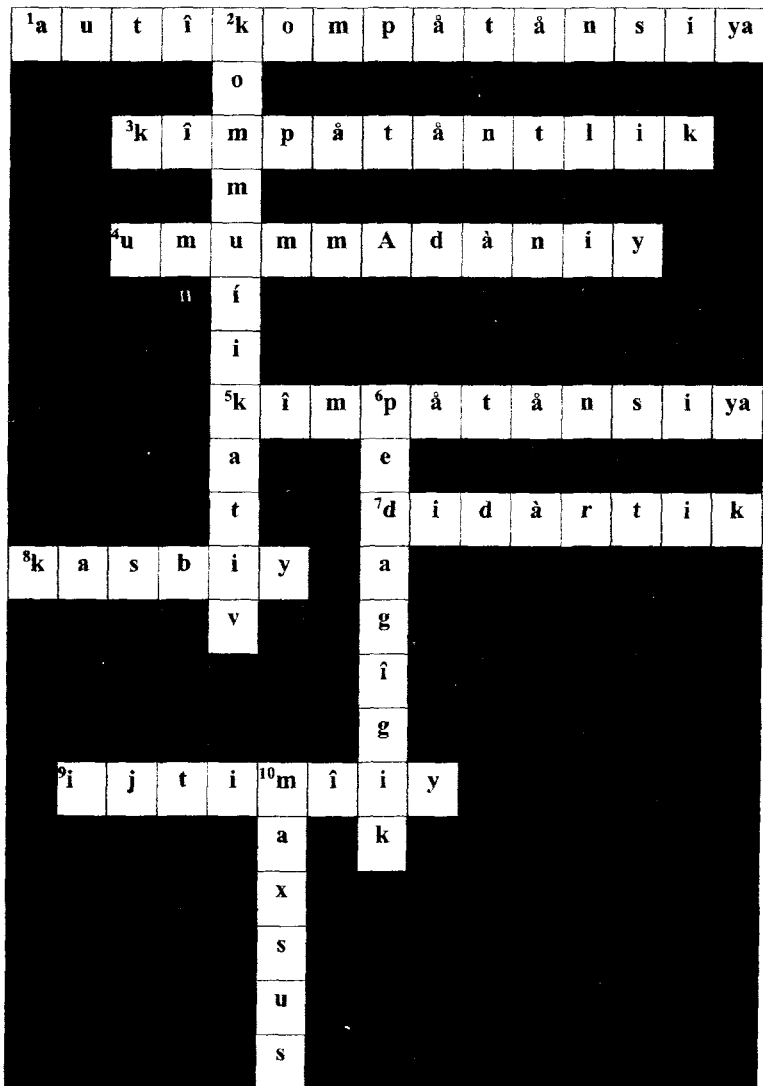 ¹a u t î ²k o m p å t å n s i ya
o
³k î m p å t å n t l i k
m
⁴u m u m m A d à n í y
n í
i
⁵k î m ⁶p å t å n s i ya
a e
t ⁷d i d à r t i k
⁸k a s b i y a
v g
î
g
⁹i j t i ¹⁰m î i y
a k
x
s
u
s